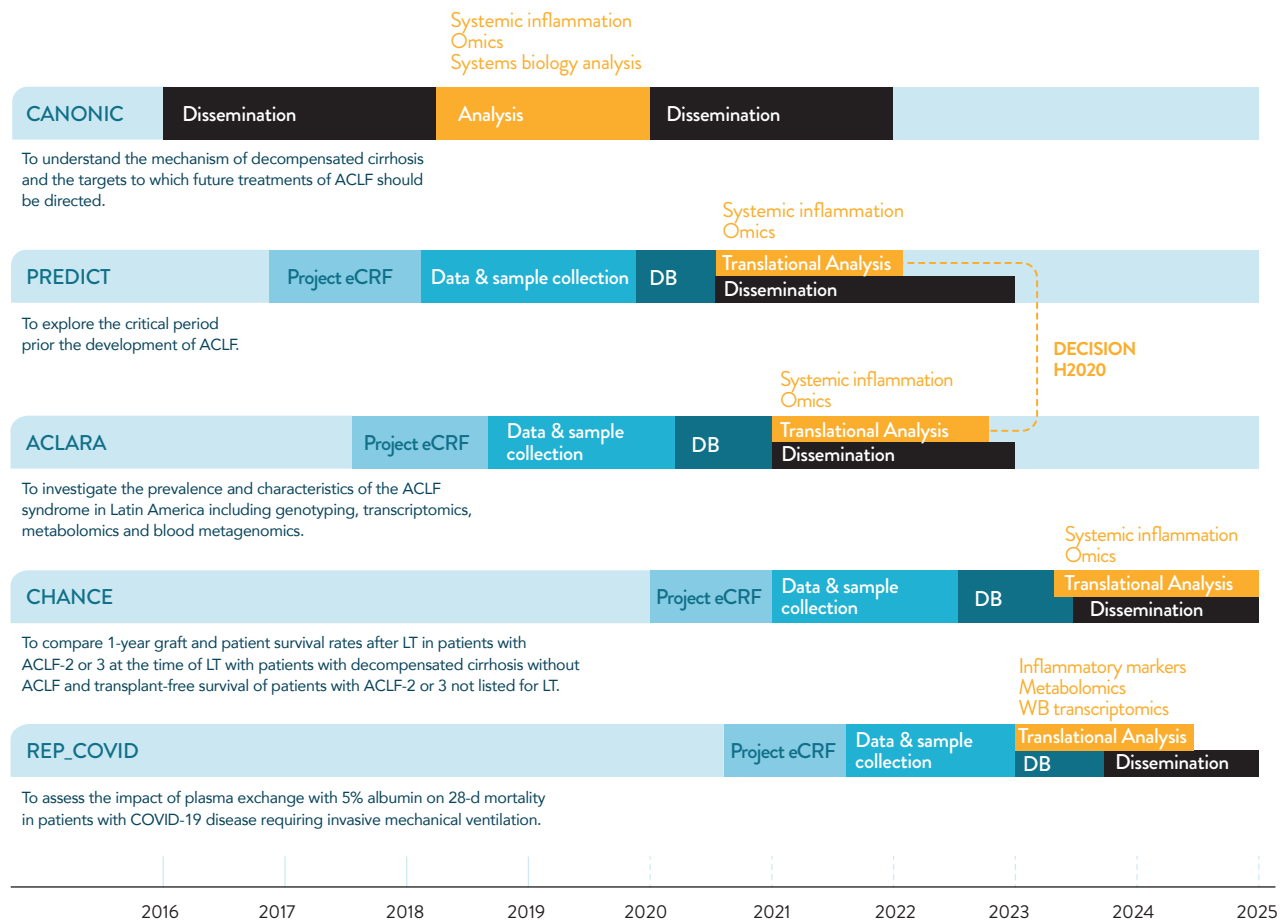 Systemic inflammation
Omics
Systems biology analysis
CANONIC
Dissemination
Analysis
Dissemination
To understand the mechanism of decompensated cirrhosis
and the targets to which future treatments of ACLF should
be directed.
Systemic inflammation
Omics
PREDICT
Project eCRF
Data & sample collection
DB
Translational Analysis
Dissemination
To explore the critical period
prior the development of ACLF.
DECISION
H2020
Systemic inflammation
Omics
ACLARA
Project eCRF
Data & sample
collection
DB
Translational Analysis
Dissemination
To investigate the prevalence and characteristics of the ACLF
syndrome in Latin America including genotyping, transcriptomics,
metabolomics and blood metagenomics.
Systemic inflammation
Omics
CHANCE
Project eCRF
Data & sample
collection
DB
Translational Analysis
Dissemination
To compare 1-year graft and patient survival rates after LT in patients with
ACLF-2 or 3 at the time of LT with patients with decompensated cirrhosis without
ACLF and transplant-free survival of patients with ACLF-2 or 3 not listed for LT.
Inflammatory markers
Metabolomics
WB transcriptomics
REP_COVID
Project eCRF
Data & sample
collection
Translational Analysis
DB
Dissemination
To assess the impact of plasma exchange with 5% albumin on 28-d mortality
in patients with COVID-19 disease requiring invasive mechanical ventilation.
2016 2017 2018 2019 2020 2021 2022 2023 2024 2025